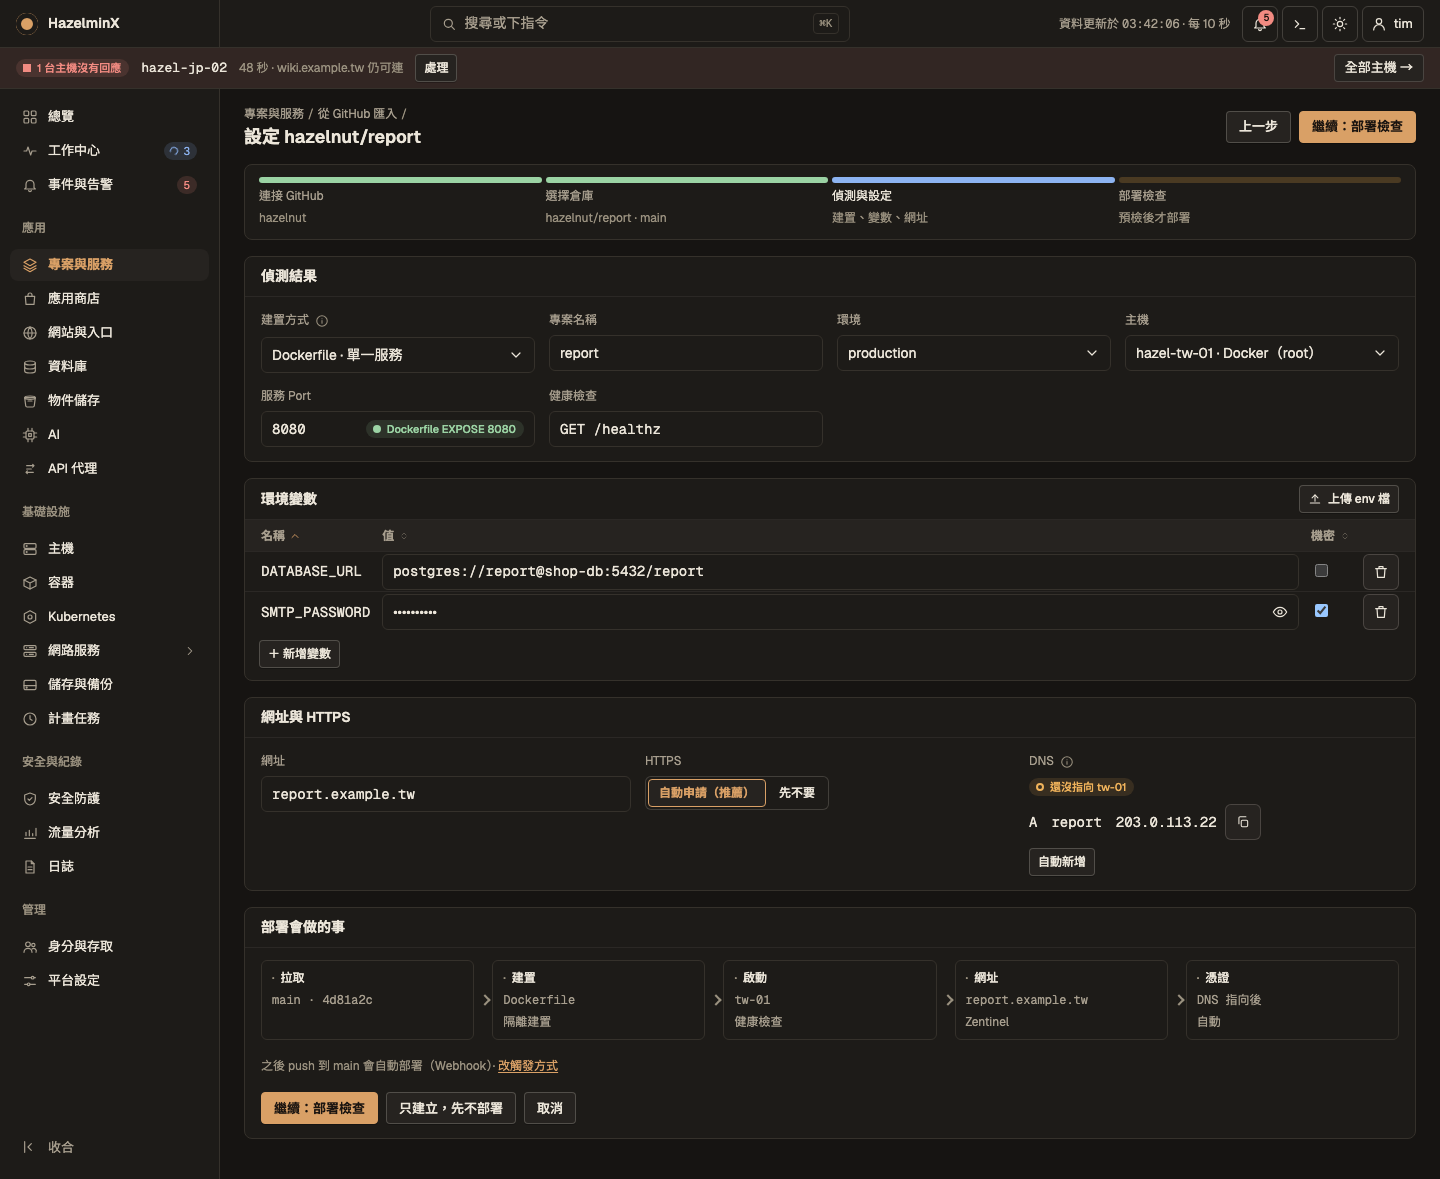 HazelminX
搜尋或下指令
⌘K
資料更新於 03:42:06 · 每 10 秒
5
tim
1 台主機沒有回應
hazel-jp-02
48 秒 · wiki.example.tw 仍可連
處理
全部主機 →
總覽
工作中心
3
事件與告警
5
應用
專案與服務
應用商店
網站與入口
資料庫
物件儲存
AI
API 代理
基礎設施
主機
容器
Kubernetes
網路服務
儲存與備份
計畫任務
安全與紀錄
安全防護
流量分析
日誌
管理
身分與存取
平台設定
收合
專案與服務 / 從 GitHub 匯入 /
設定 hazelnut/report
上一步
繼續：部署檢查
連接 GitHub
hazelnut
選擇倉庫
hazelnut/report · main
偵測與設定
建置、變數、網址
部署檢查
預檢後才部署
偵測結果
建置方式
Dockerfile · 單一服務
專案名稱
report
環境
production
主機
hazel-tw-01 · Docker（root）
服務 Port
8080
Dockerfile EXPOSE 8080
健康檢查
GET /healthz
環境變數
上傳 env 檔
名稱
值
機密
DATABASE_URL
postgres://report@shop-db:5432/report
SMTP_PASSWORD
••••••••••
新增變數
網址與 HTTPS
網址
report.example.tw
HTTPS
自動申請（推薦）
先不要
DNS
還沒指向 tw-01
A report 203.0.113.22
自動新增
部署會做的事
· 拉取
main · 4d81a2c
· 建置
Dockerfile
隔離建置
· 啟動
tw-01
健康檢查
· 網址
report.example.tw
Zentinel
· 憑證
DNS 指向後
自動
之後 push 到 main 會自動部署（Webhook）· 改觸發方式
繼續：部署檢查
只建立，先不部署
取消